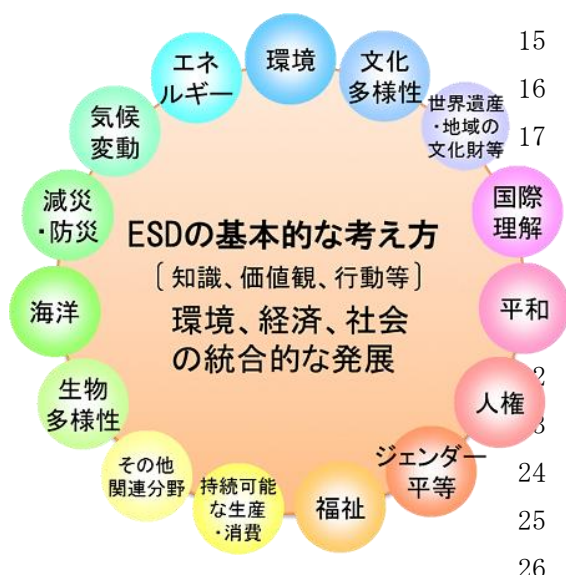 環境
文化
多様性
世界遺産
・地域の
文化財等
国際
理解
平和
人権
ジェンダー
平等
福祉
持続可能
な生産
・消費
その他
関連分野
生物
多様性
海洋
減災
・防災
気候
変動
エネ
ルギー
ESDの基本的な考え方
[知識、価値観、行動等]
環境、経済、社会
の統合的な発展
15
16
17
24
25
26